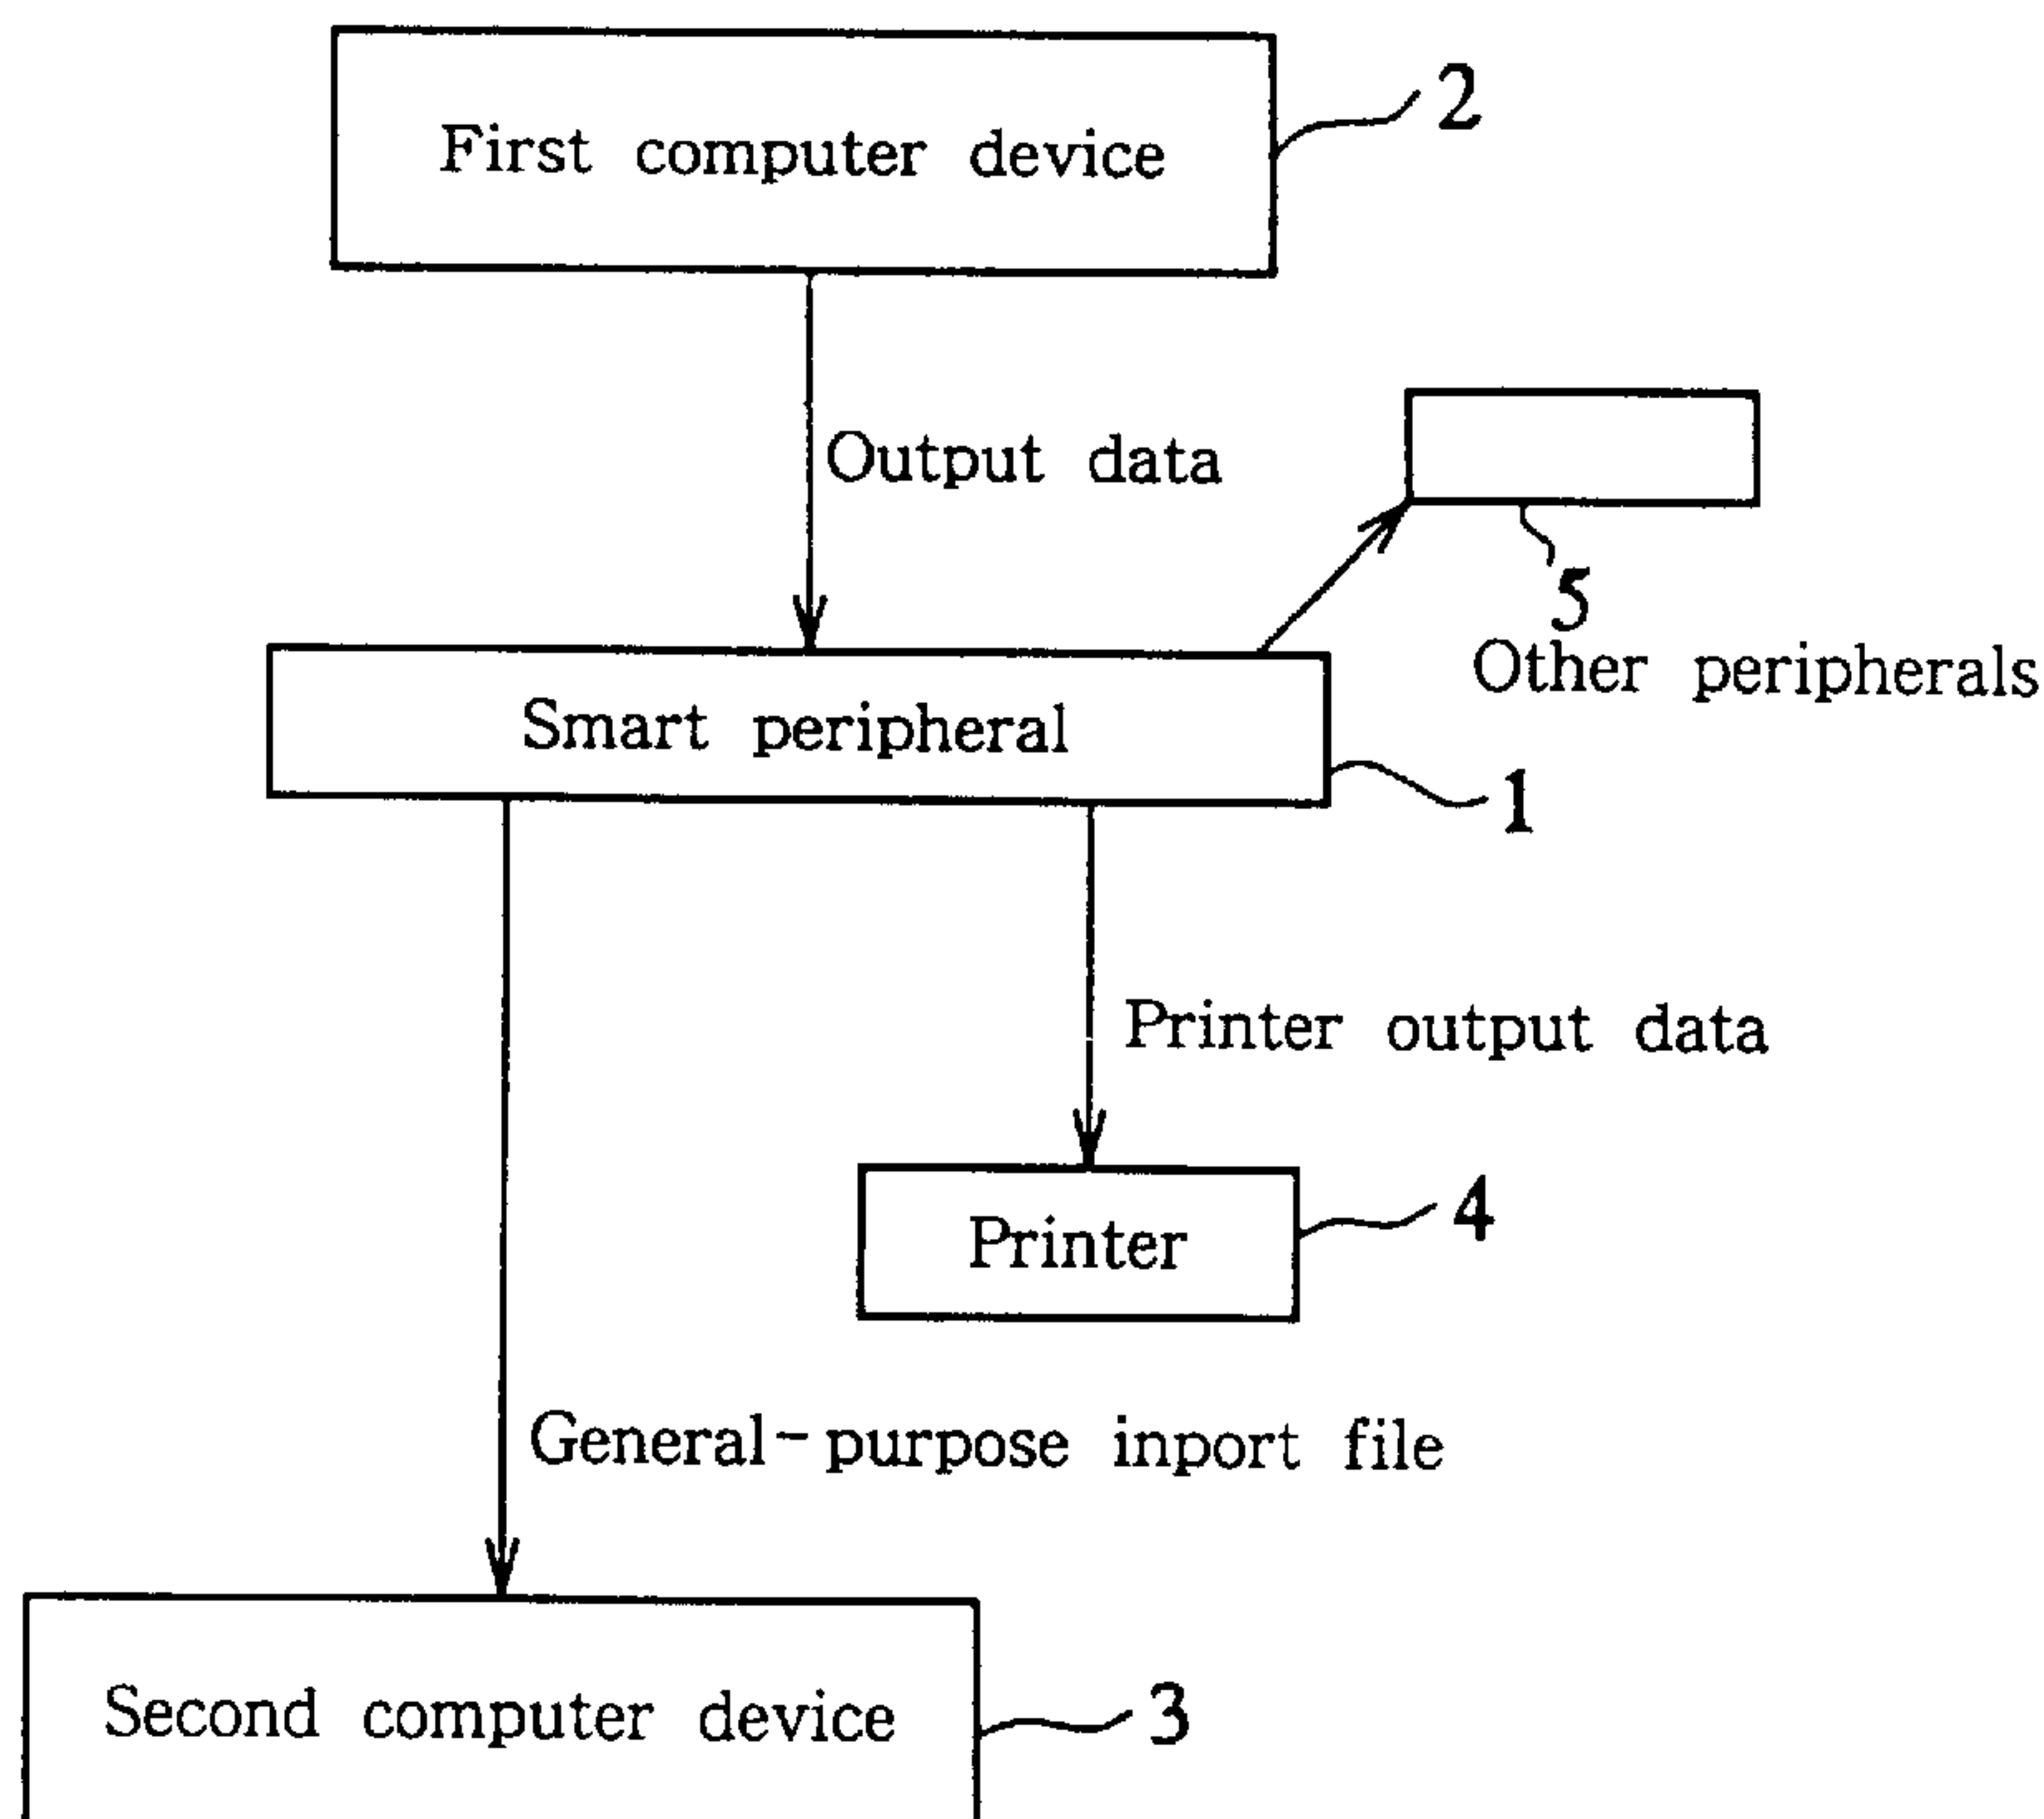 First computer device
2
Output data
5
Other peripherals
Smart peripheral
1
Printer output data
Printer
4
General-purpose inport file
Second computer device
3